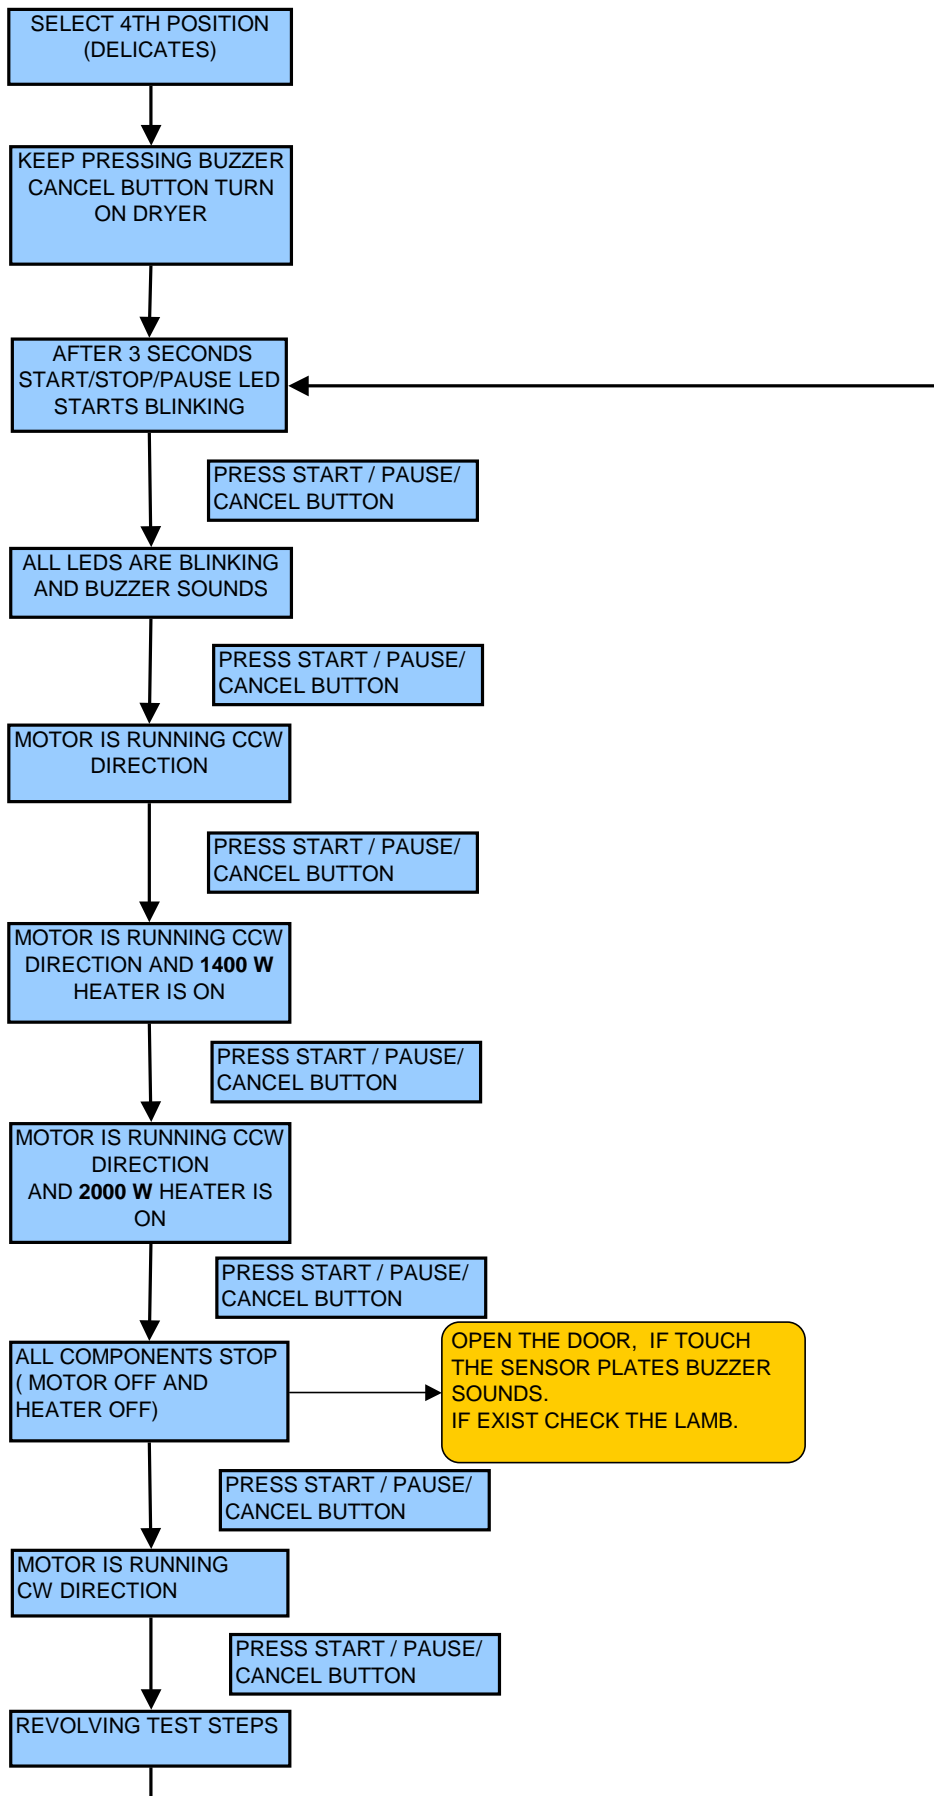 SELECT 4TH POSITION
(DELICATES)
KEEP PRESSING BUZZER
CANCEL BUTTON TURN
ON DRYER
AFTER 3 SECONDS
START/STOP/PAUSE LED
STARTS BLINKING
PRESS START / PAUSE/
CANCEL BUTTON
ALL LEDS ARE BLINKING
AND BUZZER SOUNDS
PRESS START / PAUSE/
CANCEL BUTTON
MOTOR IS RUNNING CCW
DIRECTION
PRESS START / PAUSE/
CANCEL BUTTON
MOTOR IS RUNNING CCW
DIRECTION AND 1400 W
HEATER IS ON
PRESS START / PAUSE/
CANCEL BUTTON
MOTOR IS RUNNING CCW
DIRECTION
AND 2000 W HEATER IS
ON
PRESS START / PAUSE/
CANCEL BUTTON
ALL COMPONENTS STOP
( MOTOR OFF AND
HEATER OFF)
OPEN THE DOOR, IF TOUCH
THE SENSOR PLATES BUZZER
SOUNDS.
IF EXIST CHECK THE LAMB.
PRESS START / PAUSE/
CANCEL BUTTON
MOTOR IS RUNNING
CW DIRECTION
PRESS START / PAUSE/
CANCEL BUTTON
REVOLVING TEST STEPS